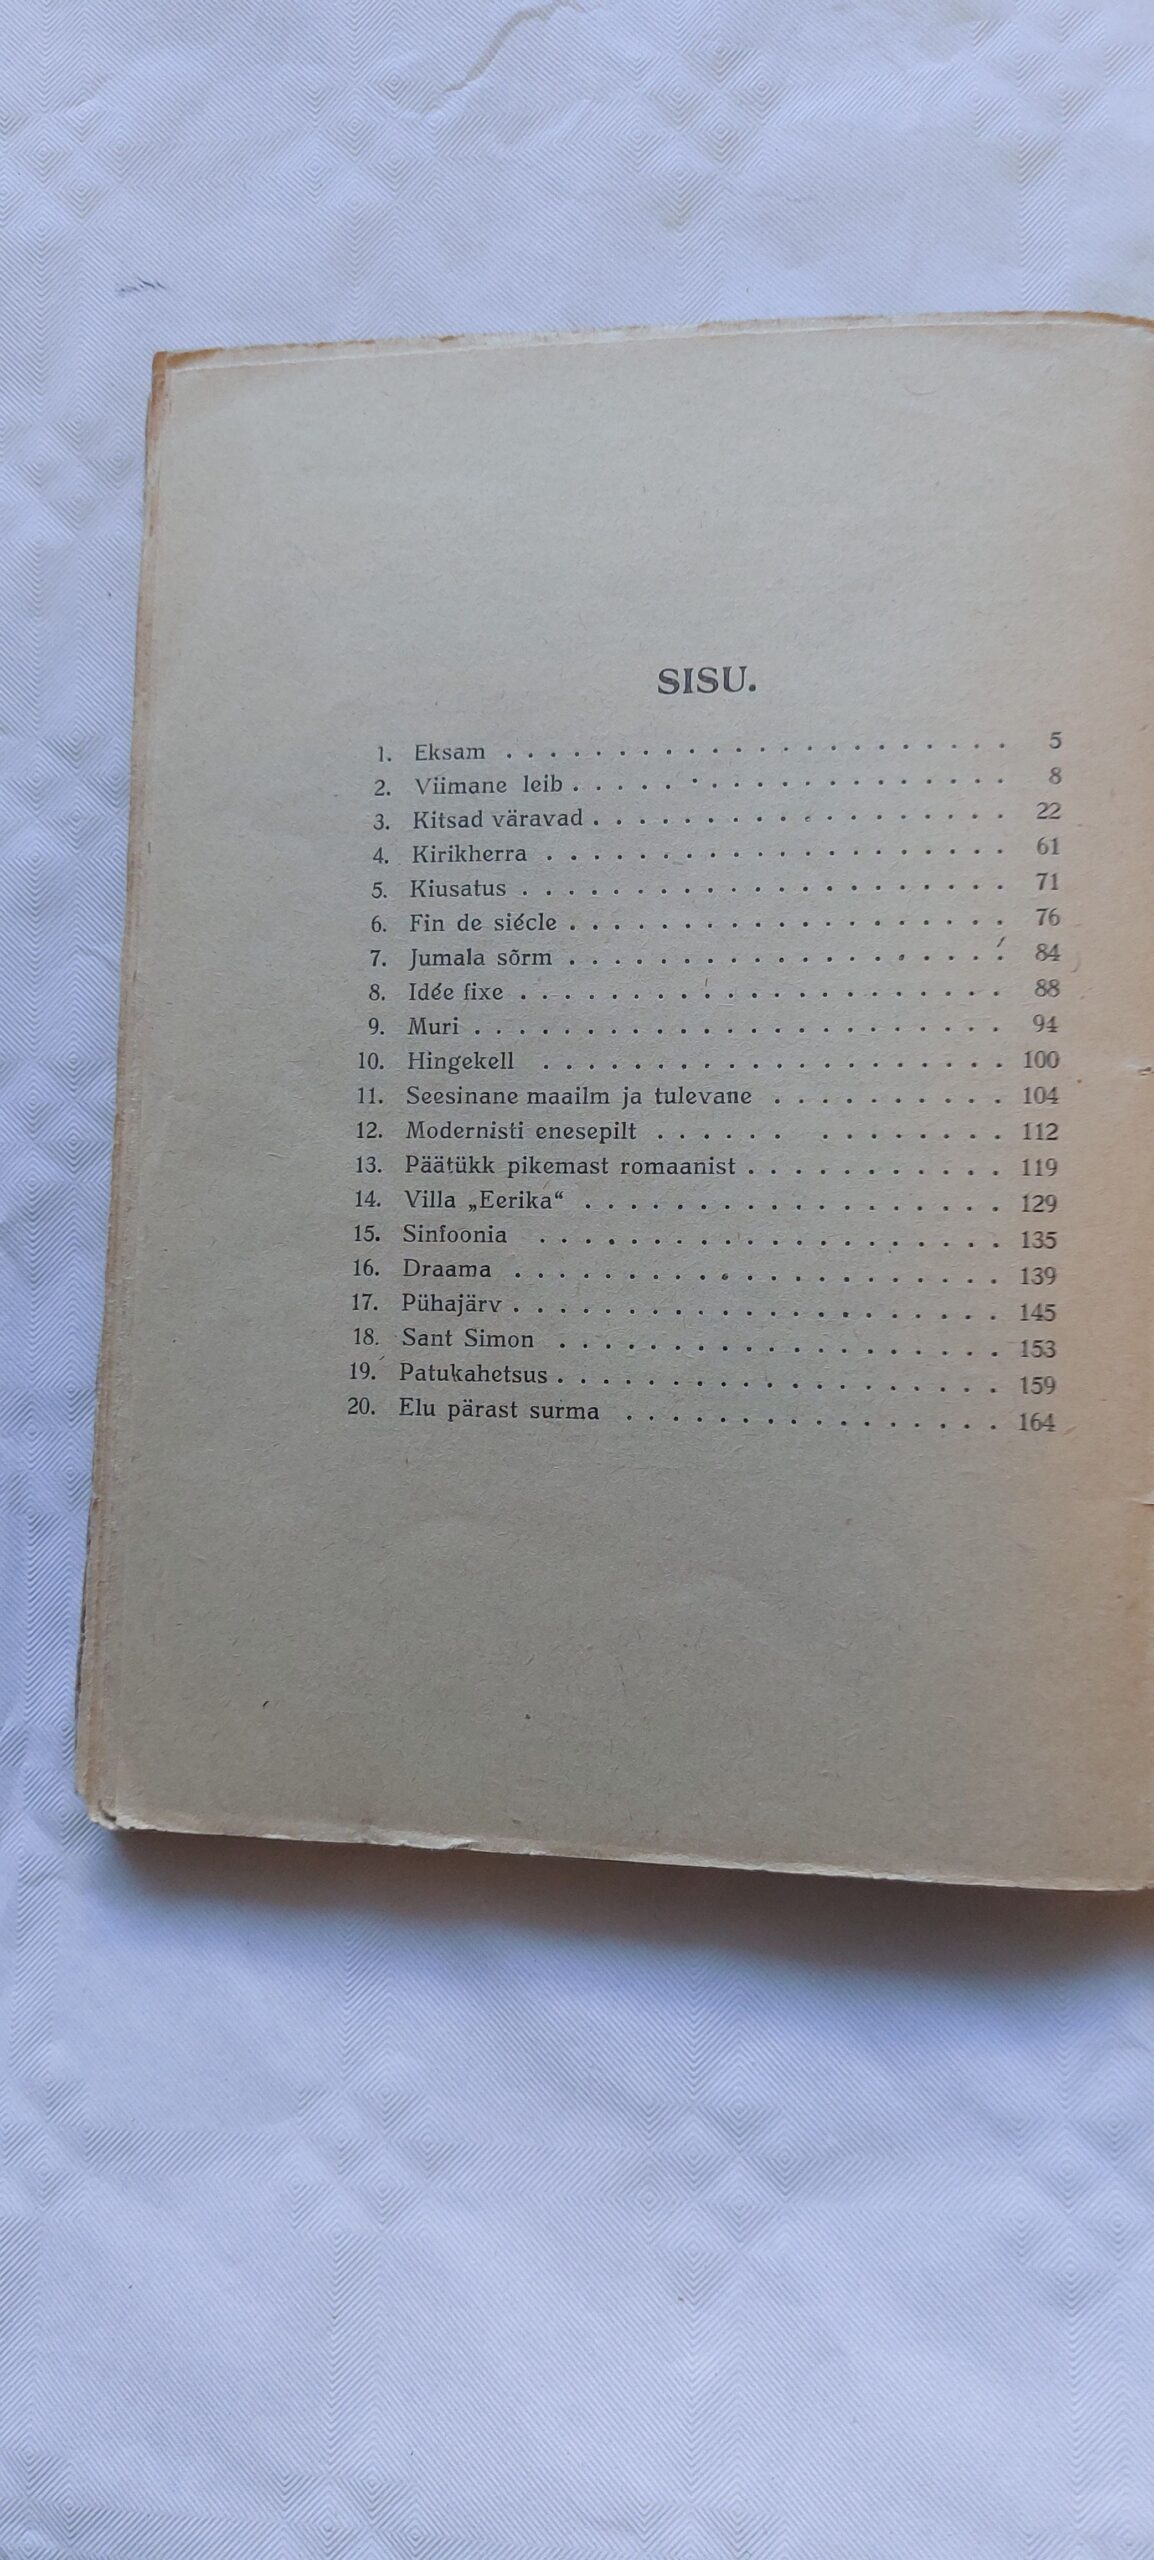 SISU.
1. Eksam . . . . . . . . . . . . . . . . . . . . . . 5
2. Viimane leib . . . . . . . . . . . . . . . . . . . 8
3. Kitsad väravad . . . . . . . . . . . . . . . . . . 22
4. Kirikherra . . . . . . . . . . . . . . . . . . . . 61
5. Kiusatus . . . . . . . . . . . . . . . . . . . . . 71
6. Fin de siécle . . . . . . . . . . . . . . . . . . . 76
7. Jumala sõrm . . . . . . . . . . . . . . . . . . . 84
8. Idée fixe . . . . . . . . . . . . . . . . . . . . . 88
9. Muri . . . . . . . . . . . . . . . . . . . . . . . 94
10. Hingekell . . . . . . . . . . . . . . . . . . . . 100
11. Seesinane maailm ja tulevane . . . . . . . . . . 104
12. Modernisti enesepilt . . . . . . . . . . . . . . 112
13. Päätükk pikemast romaanist . . . . . . . . . . . 119
14. Villa „Eerika“ . . . . . . . . . . . . . . . . . . 129
15. Sinfoonia . . . . . . . . . . . . . . . . . . . . 135
16. Draama . . . . . . . . . . . . . . . . . . . . . 139
17. Pühajärv . . . . . . . . . . . . . . . . . . . . . 145
18. Sant Simon . . . . . . . . . . . . . . . . . . . 153
19. Patukahetsus . . . . . . . . . . . . . . . . . . . 159
20. Elu pärast surma . . . . . . . . . . . . . . . . 164